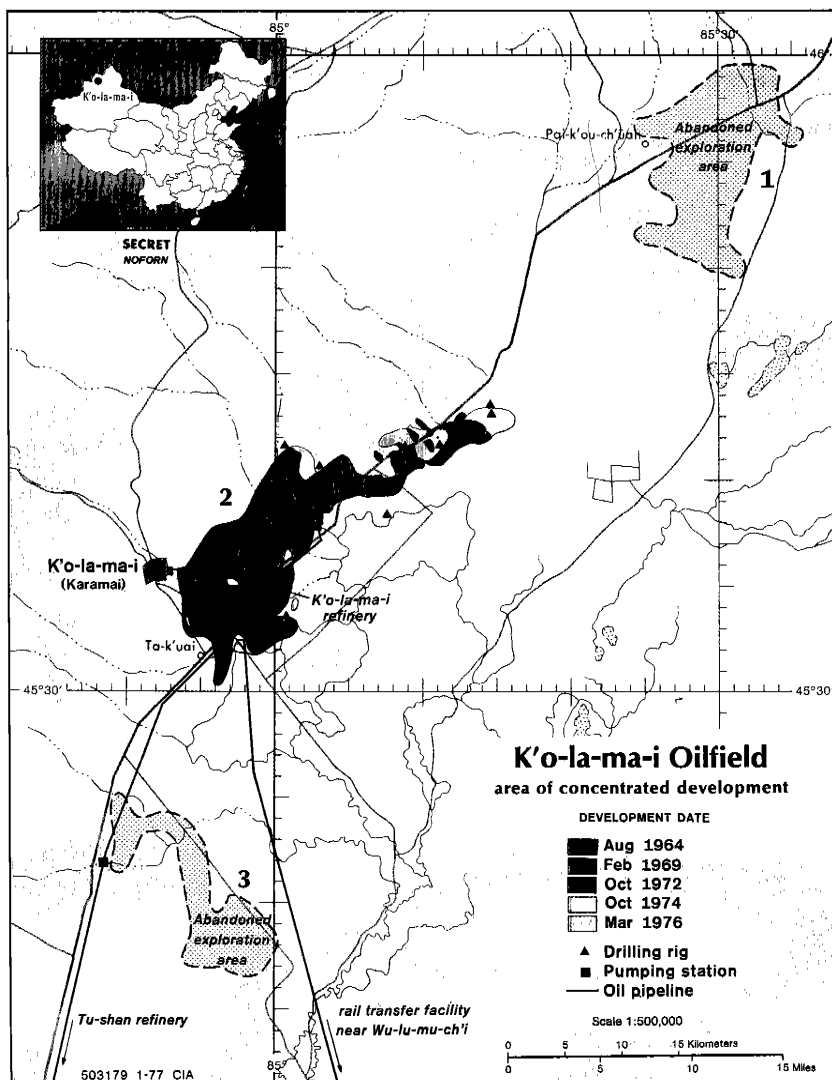 85°
85°30'
46°
K'o-la-ma-i
SECRET
NOFORN
Pai-k'ou-ch'üan
Abandoned
exploration
area
1
2
K'o-la-ma-i
(Karamai)
K'o-la-ma-i
refinery
Ta-k'uai
45°30'
45°30'
K'o-la-ma-i Oilfield
area of concentrated development
DEVELOPMENT DATE
Aug 1964
Feb 1969
Oct 1972
Oct 1974
Mar 1976
Drilling rig
Pumping station
Oil pipeline
Scale 1:500,000
0 5 10 15 Kilometers
0 5 10 15 Miles
3
Abandoned
exploration
area
Tu-shan refinery
rail transfer facility
near Wu-lu-mu-ch'i
85°
503179 1-77 CIA